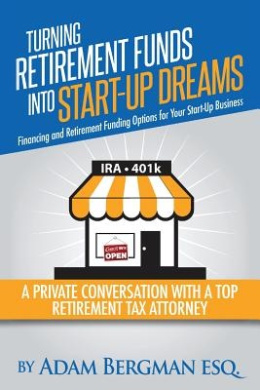 TURNING
RETIREMENT FUNDS
INTO START-UP DREAMS
Financing and Retirement Funding Options for Your Start-Up Business
IRA • 401k
OPEN
A PRIVATE CONVERSATION WITH A TOP
RETIREMENT TAX ATTORNEY
BY ADAM BERGMAN ESQ.